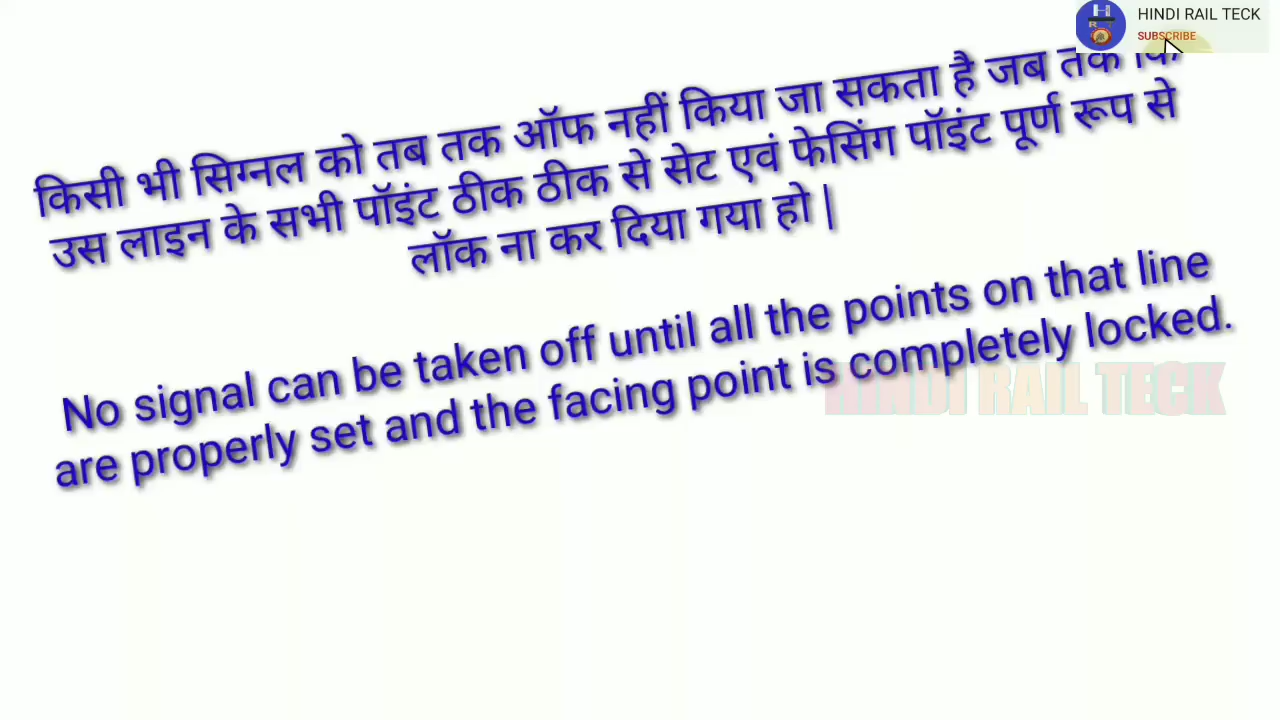 HINDI RAIL TECK
SUBSCRIBE
किसी भी सिग्नल को तब तक ऑफ नहीं किया जा सकता है जब तक कि
उस लाइन के सभी पॉइंट ठीक ठीक से सेट एवं फेसिंग पॉइंट पूर्ण रूप से
लॉक ना कर दिया गया हो |
No signal can be taken off until all the points on that line
are properly set and the facing point is completely locked.
HINDI RAIL TECK